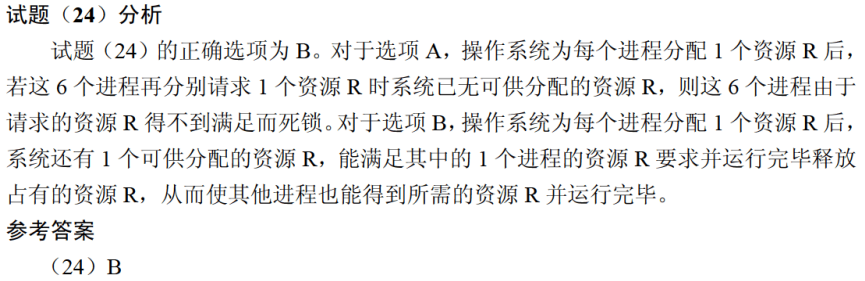 试题（24）分析
试题（24）的正确选项为 B。对于选项 A，操作系统为每个进程分配 1 个资源 R 后，
若这 6 个进程再分别请求 1 个资源 R 时系统已无可供分配的资源 R，则这 6 个进程由于
请求的资源 R 得不到满足而死锁。对于选项 B，操作系统为每个进程分配 1 个资源 R 后，
系统还有 1 个可供分配的资源 R，能满足其中的 1 个进程的资源 R 要求并运行完毕释放
占有的资源 R，从而使其他进程也能得到所需的资源 R 并运行完毕。
参考答案
（24）B